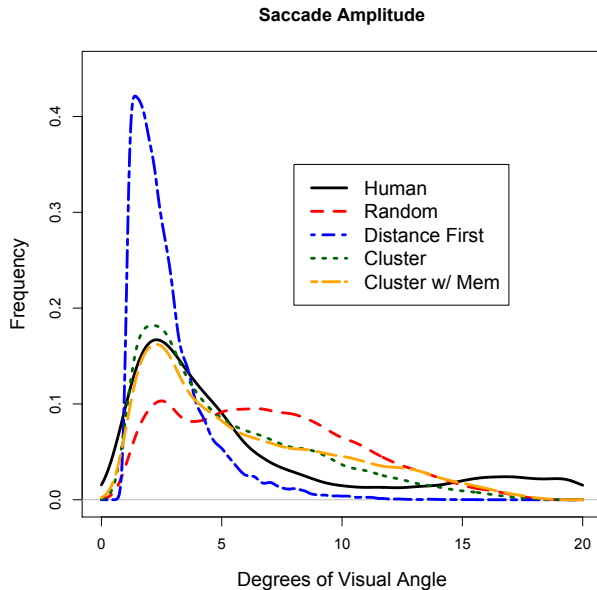 Saccade Amplitude
Frequency
0.4
0.3
0.2
0.1
0.0
Human
Random
Distance First
Cluster
Cluster w/ Mem
0 5 10 15 20
Degrees of Visual Angle